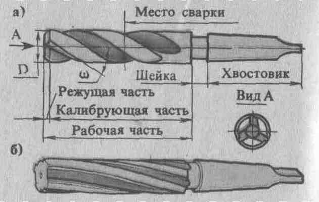 а)
Место сварки
А
D
ω
Шейка
Хвостовик
Режущая часть
Калибрующая часть
Рабочая часть
Вид А
б)